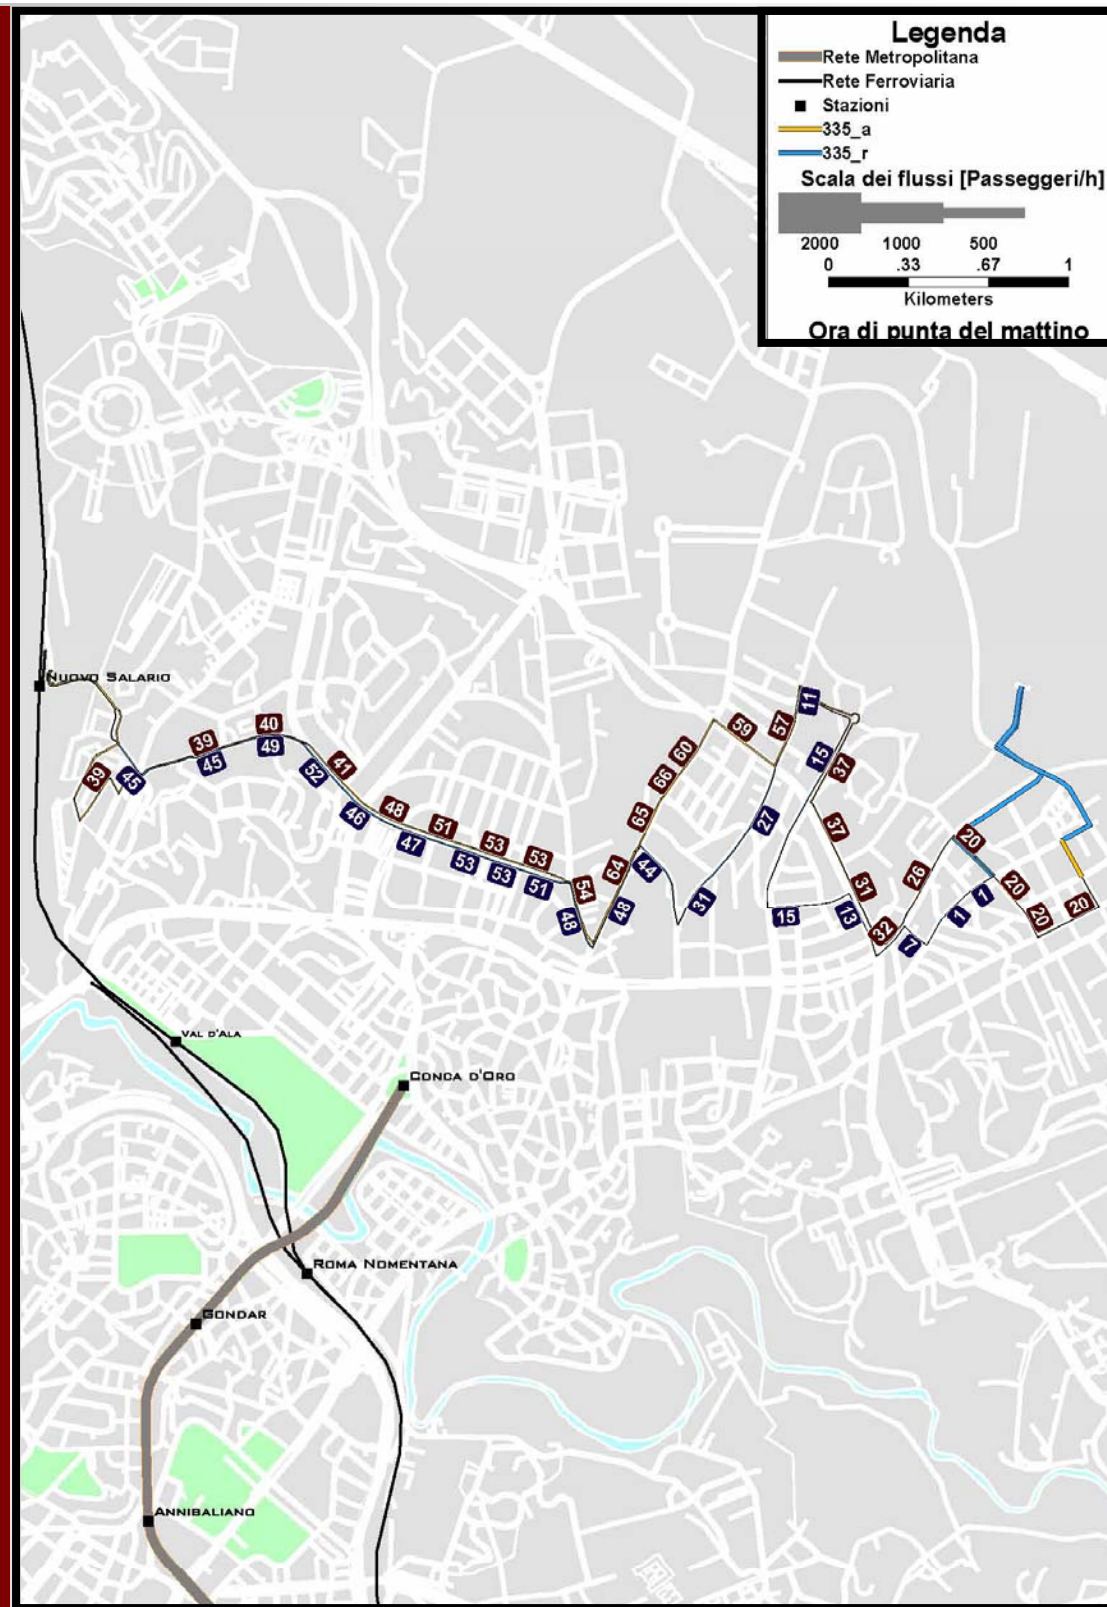 Legenda
Rete Metropolitana
Rete Ferroviaria
Stazioni
335_a
335_r
Scala dei flussi [Passeggeri/h]
2000 1000 500
0 .33 .67 1
Kilometers
Ora di punta del mattino
NUOVO SALARIO
39
45
39
45
40
49
52
41
46
48
47
51
53
53
53
53
51
54
48
48
64
65
66
60
59
57
11
15
37
44
31
27
37
15
13
31
32
7
26
1
1
20
20
20
20
VAL D'ALA
CONCA D'ORO
ROMA NOMENTANA
GONDAR
ANNIBALIANO